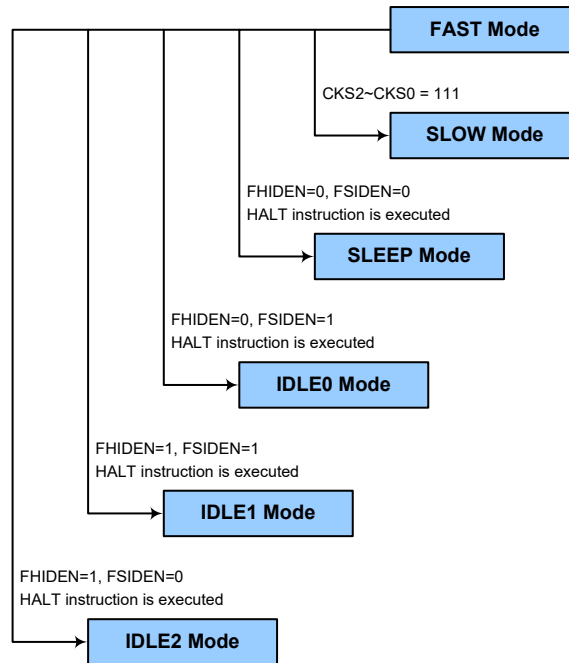 FAST Mode
CKS2~CKS0 = 111
SLOW Mode
FHIDEN=0, FSIDEN=0
HALT instruction is executed
SLEEP Mode
FHIDEN=0, FSIDEN=1
HALT instruction is executed
IDLE0 Mode
FHIDEN=1, FSIDEN=1
HALT instruction is executed
IDLE1 Mode
FHIDEN=1, FSIDEN=0
HALT instruction is executed
IDLE2 Mode